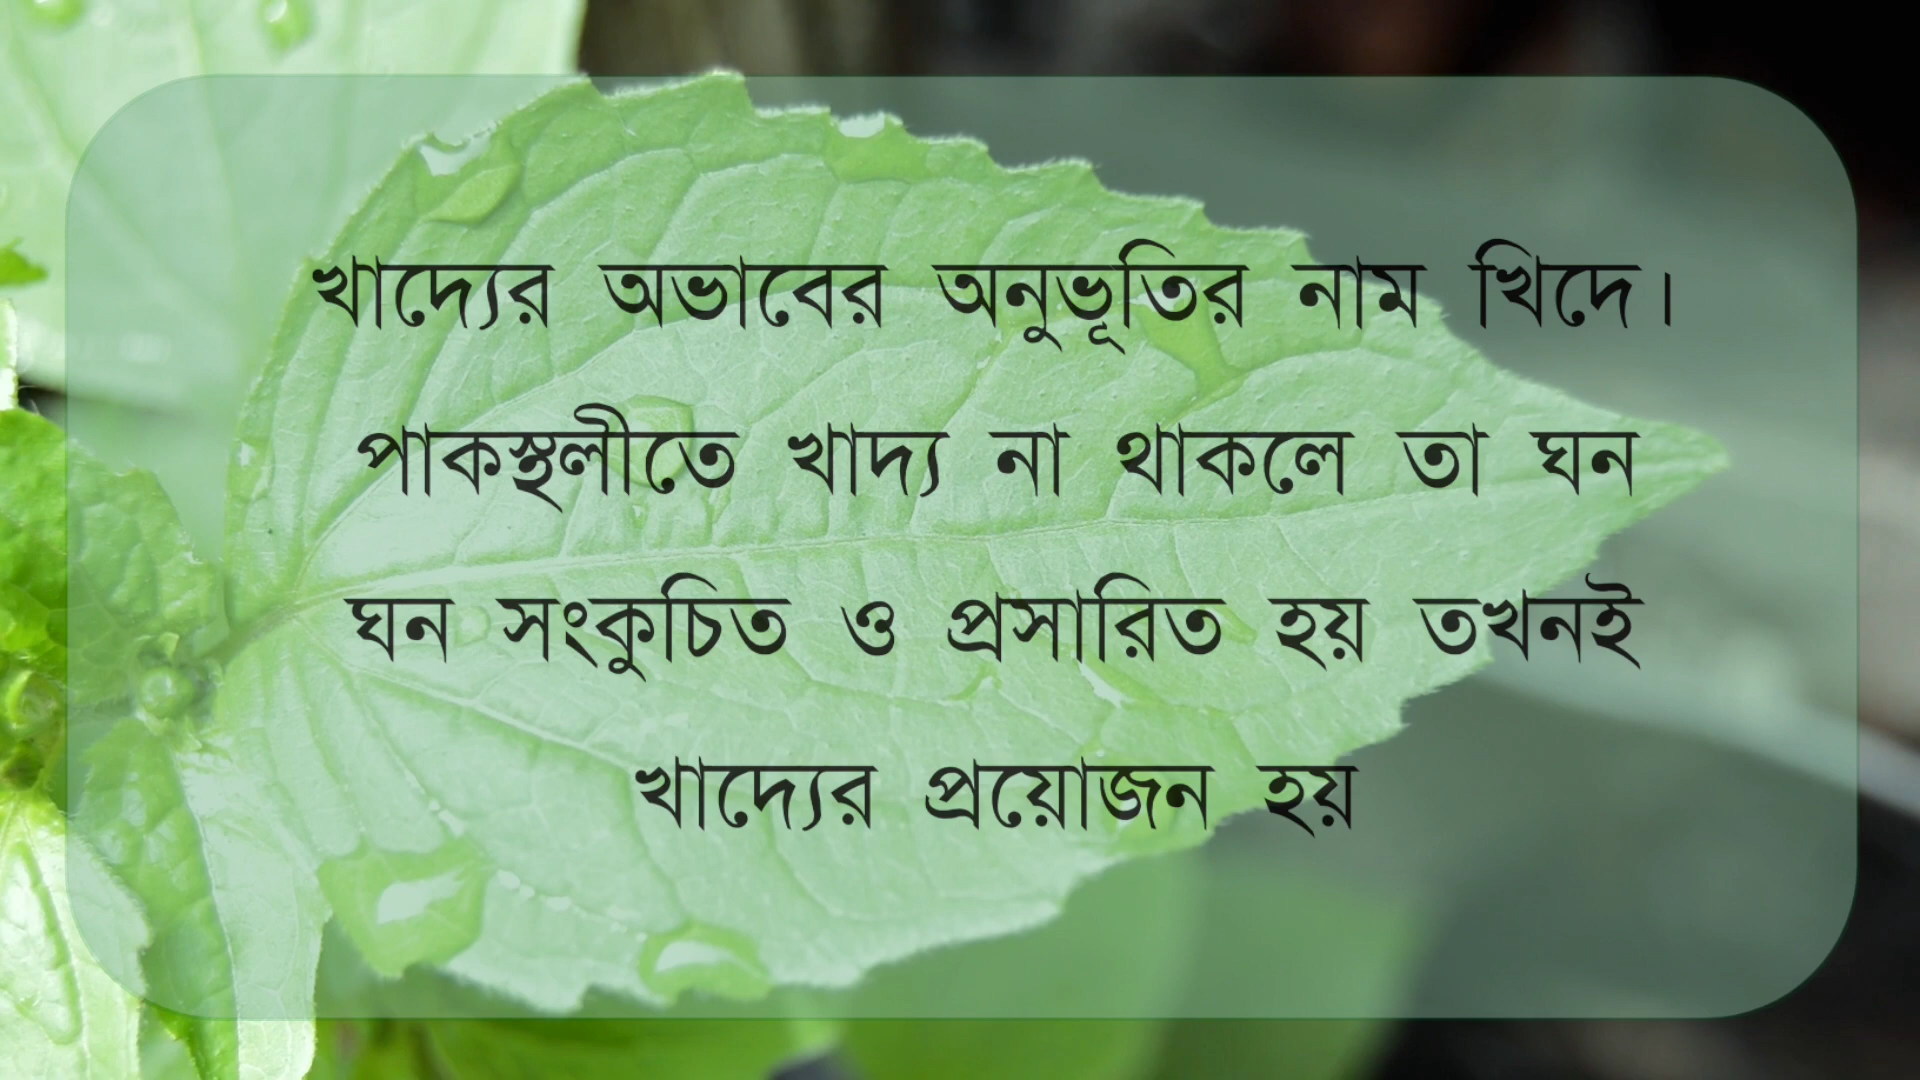 খাদ্যের অভাবের অনুভূতির নাম খিদে।
পাকস্থলীতে খাদ্য না থাকলে তা ঘন
ঘন সংকুচিত ও প্রসারিত হয় তখনই
খাদ্যের প্রয়োজন হয়